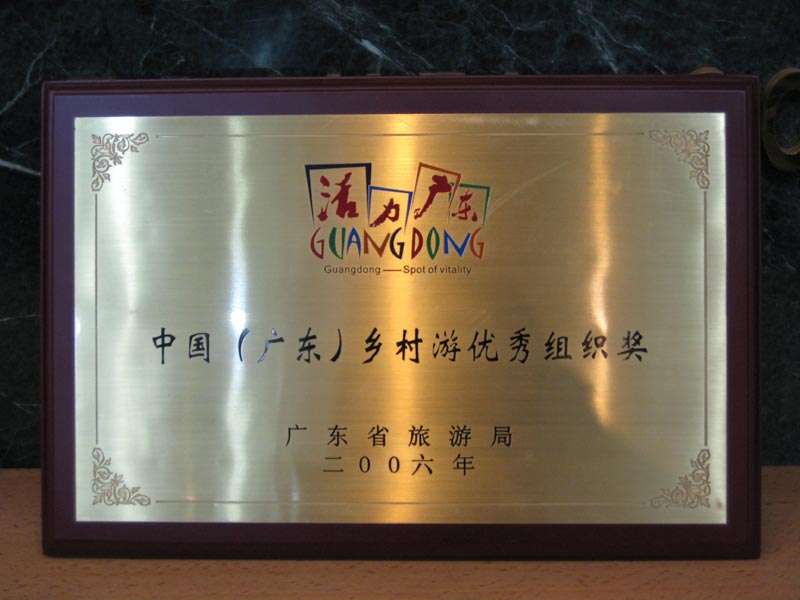 活力广东
GUANGDONG
Guangdong——Spot of vitality
中国（广东）乡村游优秀组织奖
广东省旅游局
二00六年